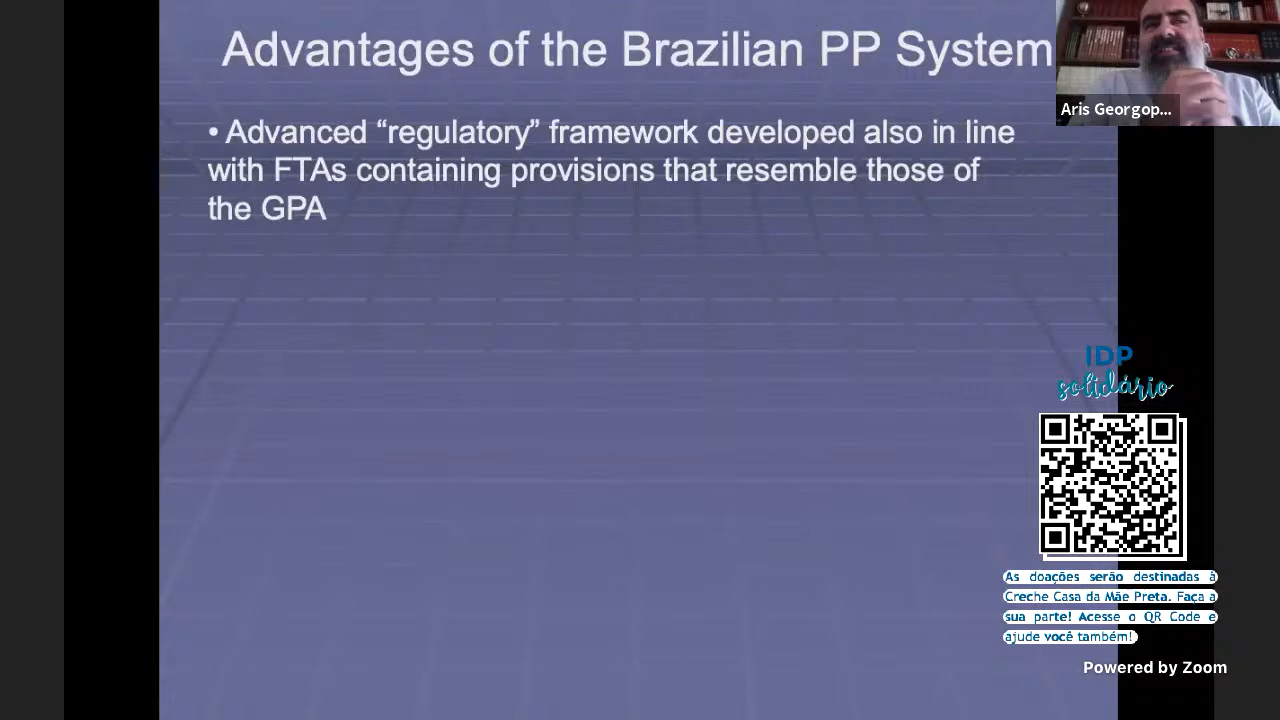 Advantages of the Brazilian PP System
Aris Georgop...
• Advanced “regulatory” framework developed also in line
with FTAs containing provisions that resemble those of
the GPA
IDP
solidário
As doações serão destinadas à
Creche Casa da Mãe Preta. Faça a
sua parte! Acesse o QR Code e
ajude você também!
Powered by Zoom